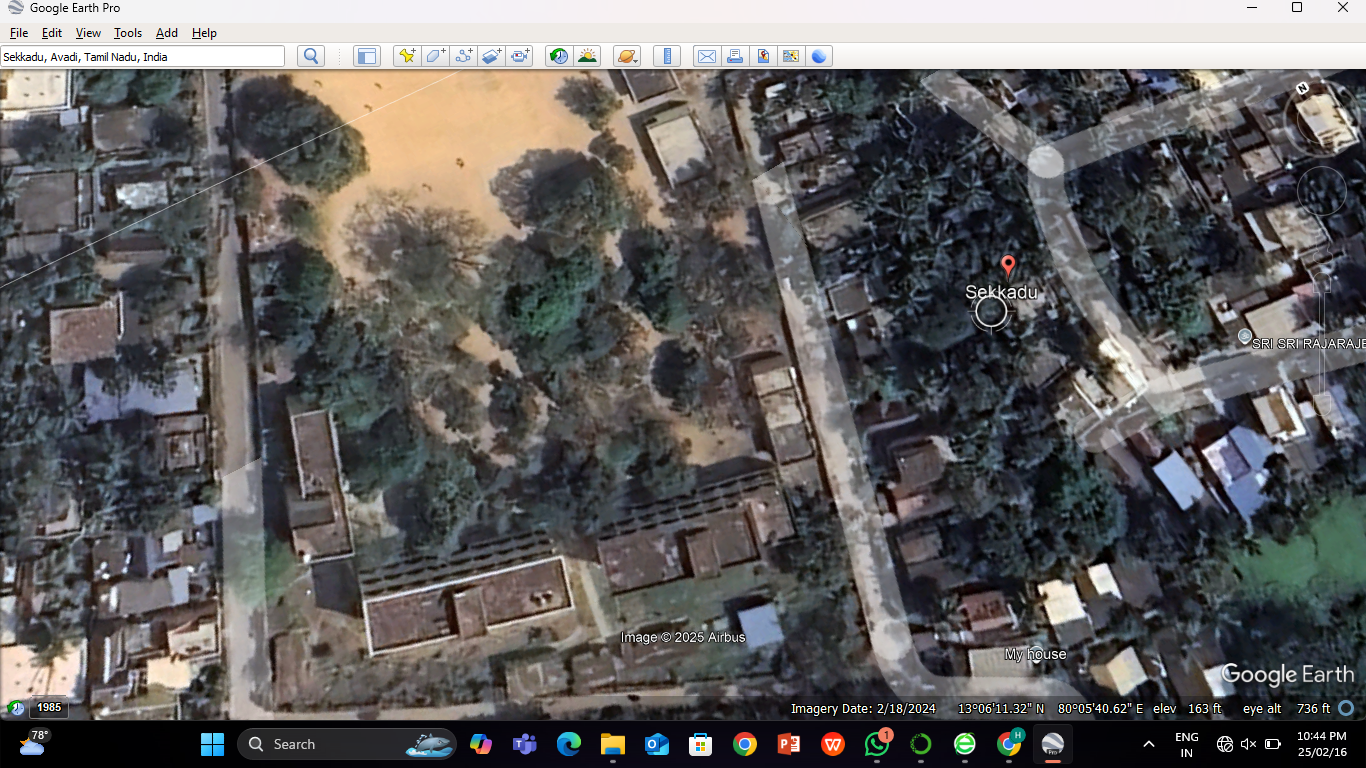 Google Earth Pro
File Edit View Tools Add Help
Sekkadu, Avadi, Tamil Nadu, India
N
Sekkadu
SRI SRI RAJARAJE
Image © 2025 Airbus
My house
Google Earth
1985
Imagery Date: 2/18/2024 13°06'11.32" N 80°05'40.62" E elev 163 ft eye alt 736 ft
78°
Search
1
H
Pro
ENG
IN
10:44 PM
25/02/16